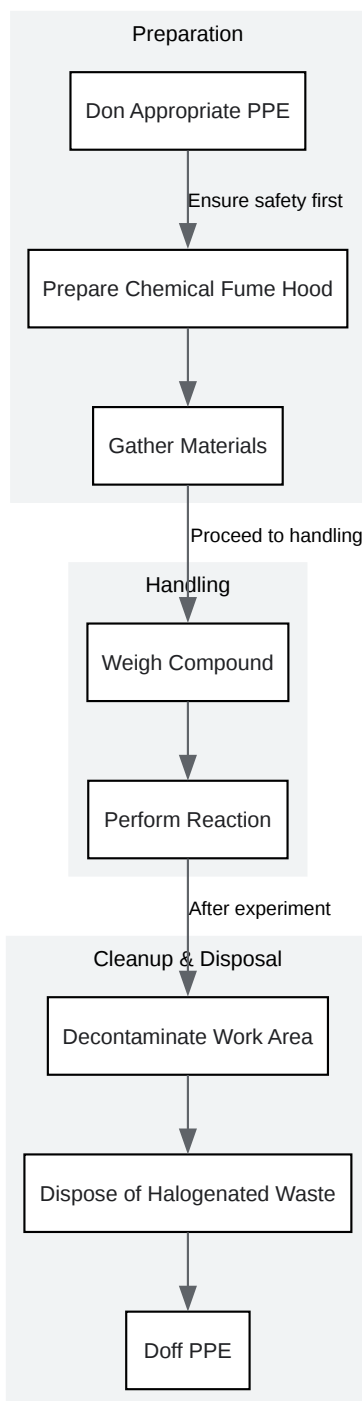 Preparation
Don Appropriate PPE
Ensure safety first
Prepare Chemical Fume Hood
Gather Materials
Proceed to handling
Handling
Weigh Compound
Perform Reaction
After experiment
Cleanup & Disposal
Decontaminate Work Area
Dispose of Halogenated Waste
Doff PPE